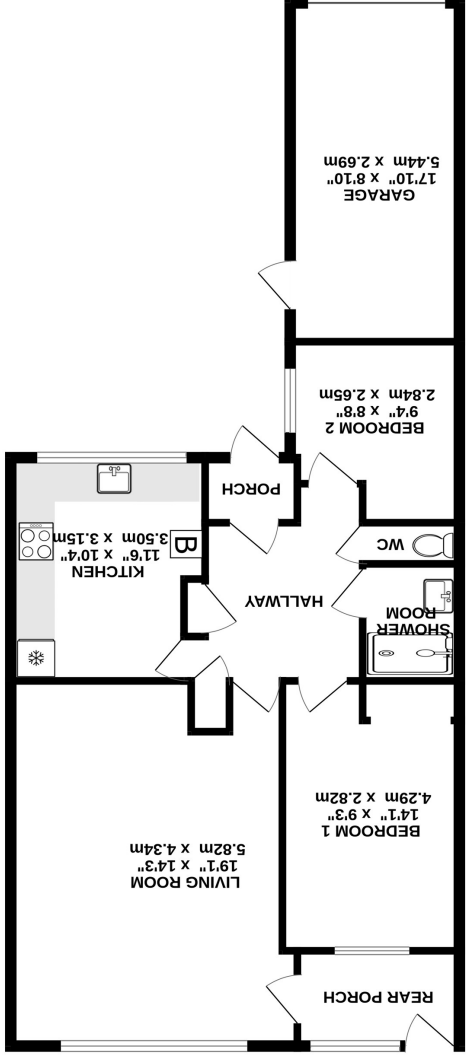 GARAGE
17'10" x 8'10"
5.44m x 2.69m
BEDROOM 2
9'4" x 8'8"
2.84m x 2.65m
PORCH
KITCHEN
11'6" x 10'4"
3.50m x 3.15m
B
WC
HALLWAY
SHOWER
ROOM
BEDROOM 1
14'1" x 9'3"
4.29m x 2.82m
LIVING ROOM
19'1" x 14'3"
5.82m x 4.34m
REAR PORCH